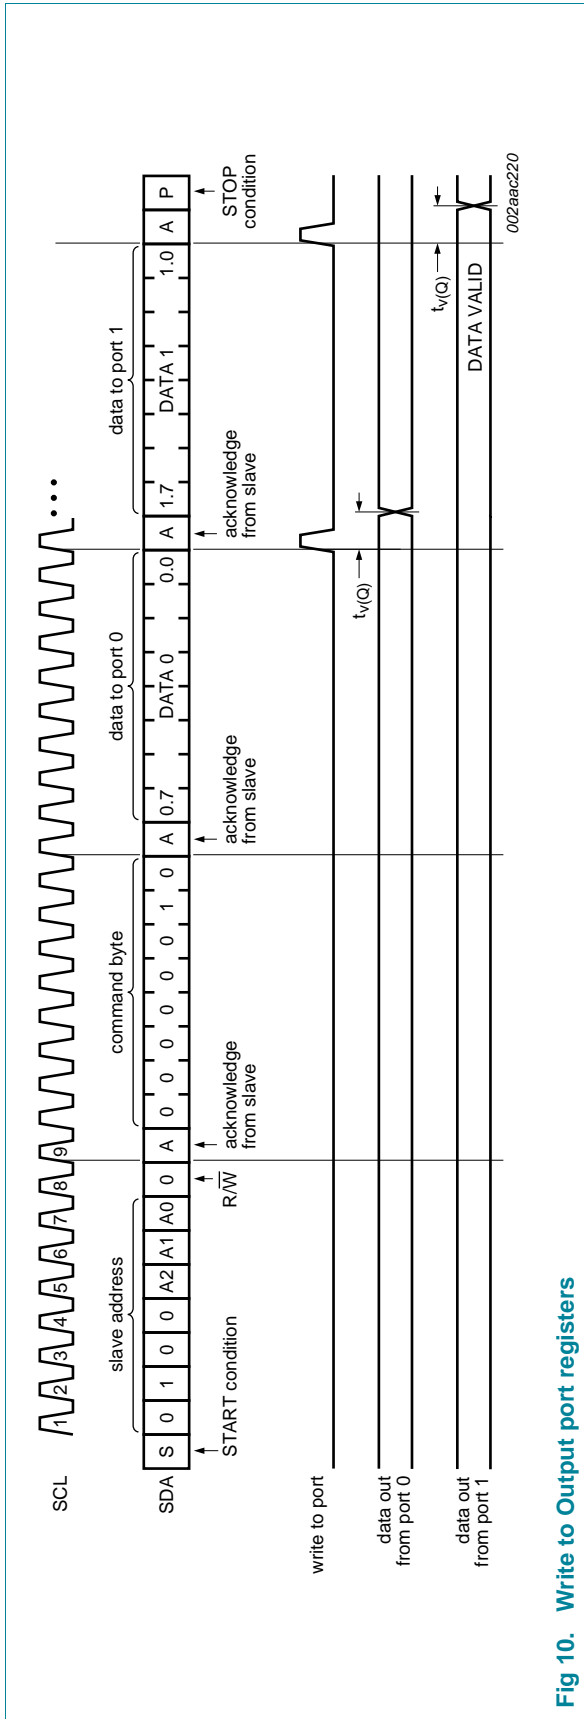 SCL
1 2 3 4 5 6 7 8 9
slave address
command byte
data to port 0
data to port 1
SDA
S 0 1 0 0 A2 A1 A0 0 A 0 0 0 0 0 0 1 0 A 0.7 DATA 0 0.0 A 1.7 DATA 1 1.0 A P
START condition
R/W
acknowledge
from slave
acknowledge
from slave
acknowledge
from slave
STOP
condition
write to port
data out
from port 0
tv(Q)
data out
from port 1
tv(Q)
DATA VALID
002aac220
Fig 10. Write to Output port registers